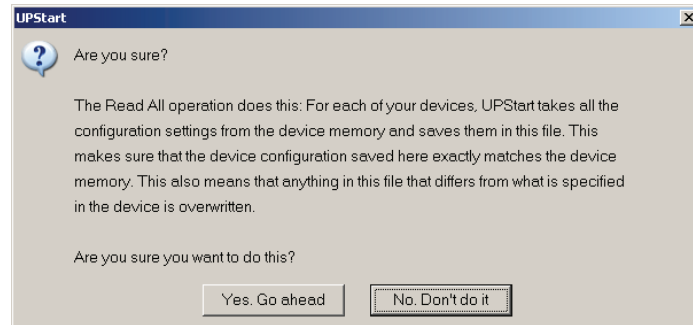 UPStart
Are you sure?
The Read All operation does this: For each of your devices, UPStart takes all the
configuration settings from the device memory and saves them in this file. This
makes sure that the device configuration saved here exactly matches the device
memory. This also means that anything in this file that differs from what is specified
in the device is overwritten.
Are you sure you want to do this?
Yes. Go ahead
No. Don't do it